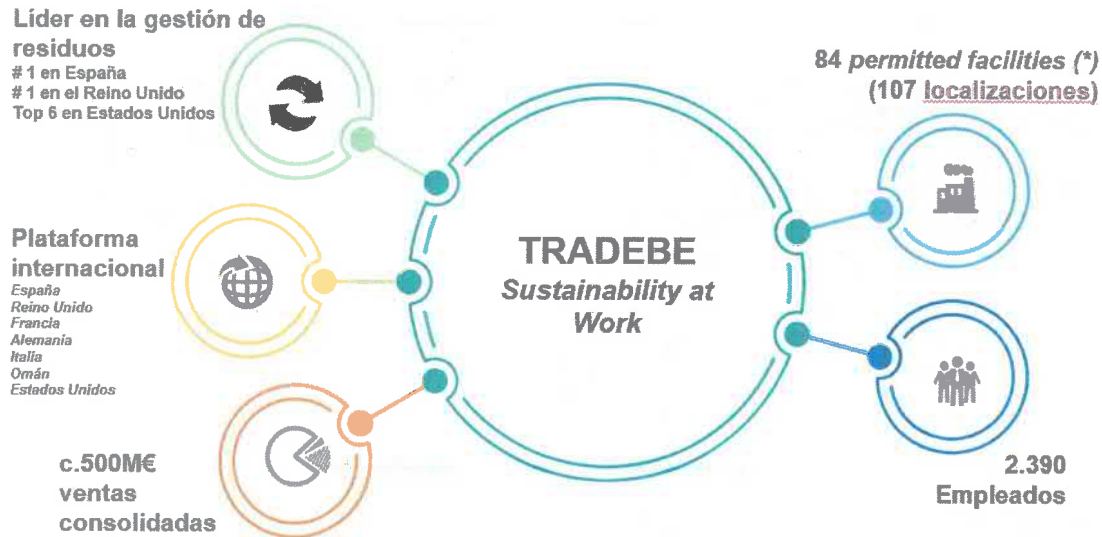 Líder en la gestión de
residuos
# 1 en España
# 1 en el Reino Unido
Top 6 en Estados Unidos
Plataforma
internacional
España
Reino Unido
Francia
Alemania
Italia
Omán
Estados Unidos
c.500M€
ventas
consolidadas
TRADEBE
Sustainability at
Work
84 permitted facilities (*)
(107 localizaciones)
2.390
Empleados